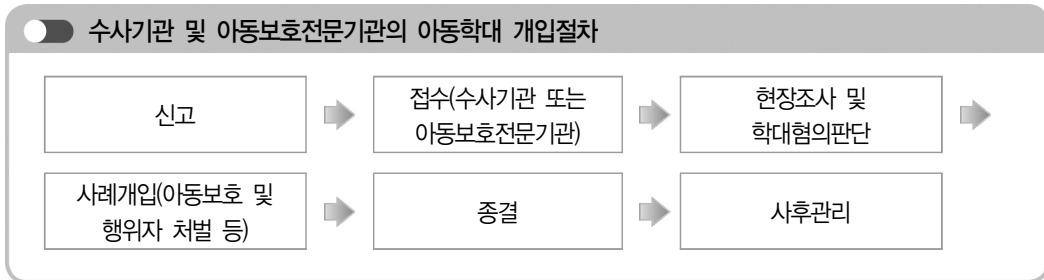 수사기관 및 아동보호전문기관의 아동학대 개입절차
신고
접수(수사기관 또는
아동보호전문기관)
현장조사 및
학대혐의판단
사례개입(아동보호 및
행위자 처벌 등)
종결
사후관리